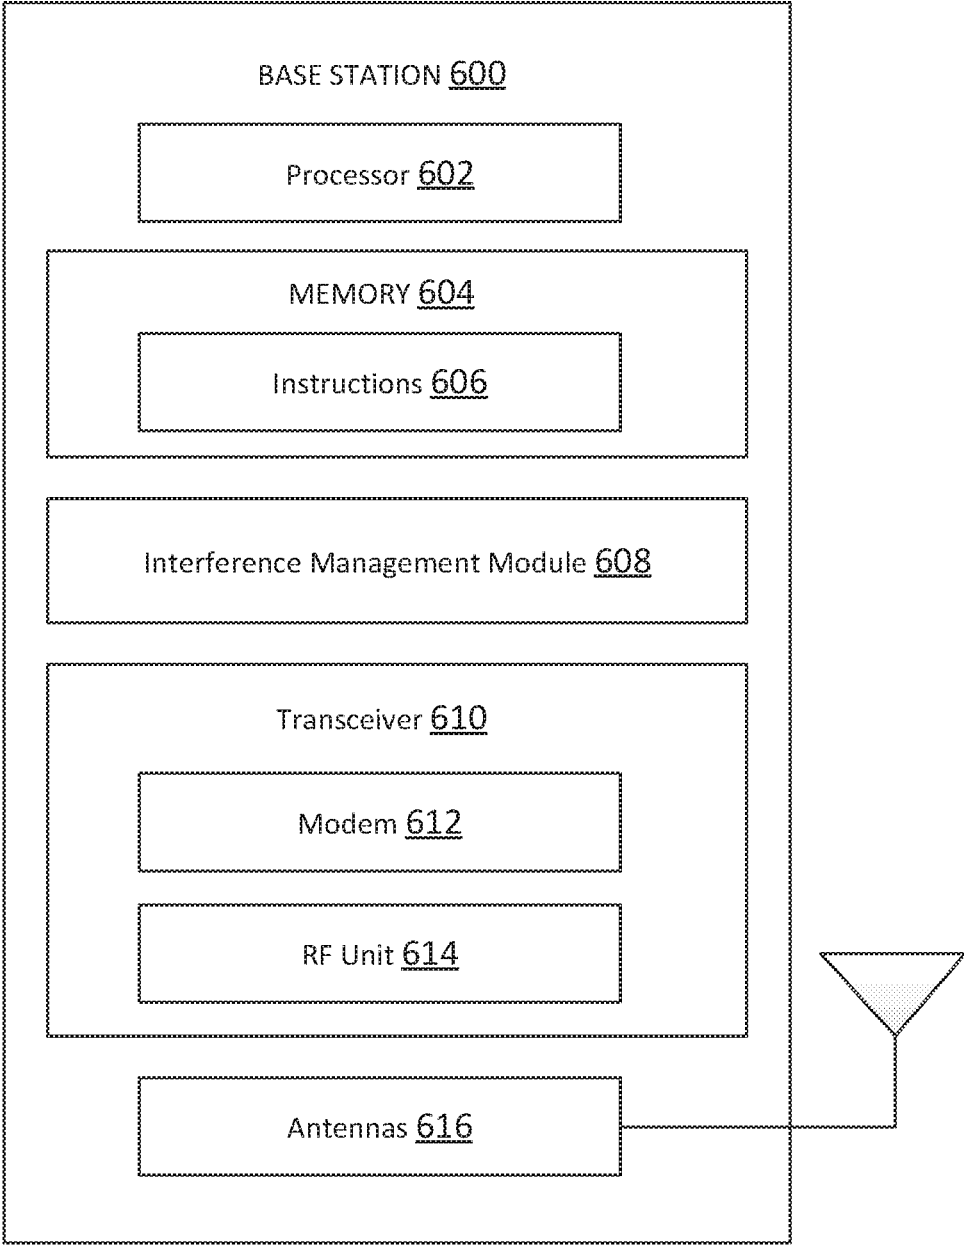 BASE STATION 600
Processor 602
MEMORY 604
Instructions 606
Interference Management Module 608
Transceiver 610
Modem 612
RF Unit 614
Antennas 616